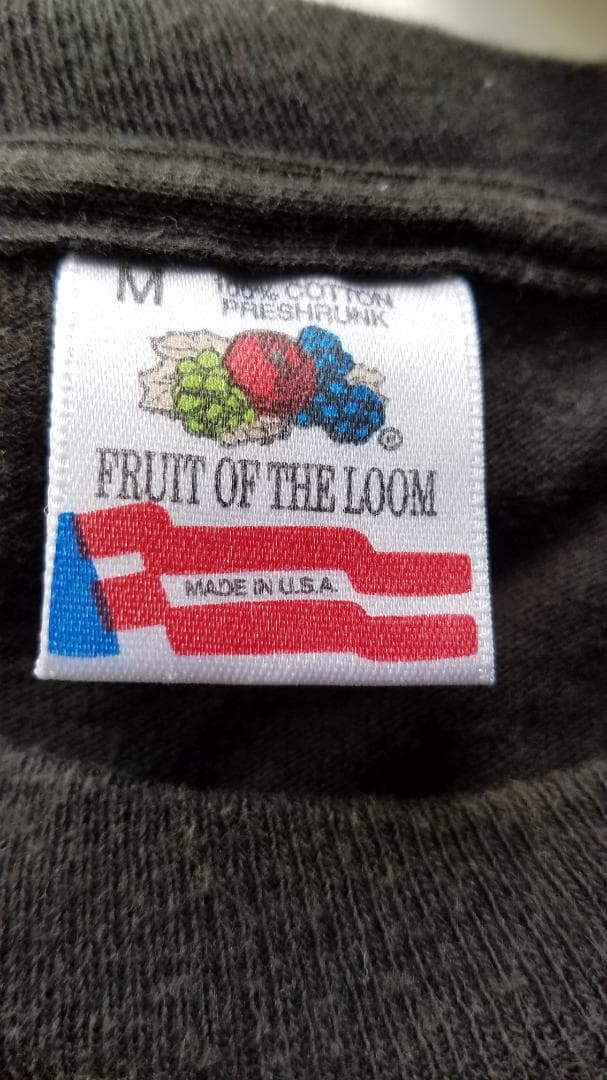 M
100% COTTON
PRESHRUNK
®
FRUIT OF THE LOOM
MADE IN U.S.A.